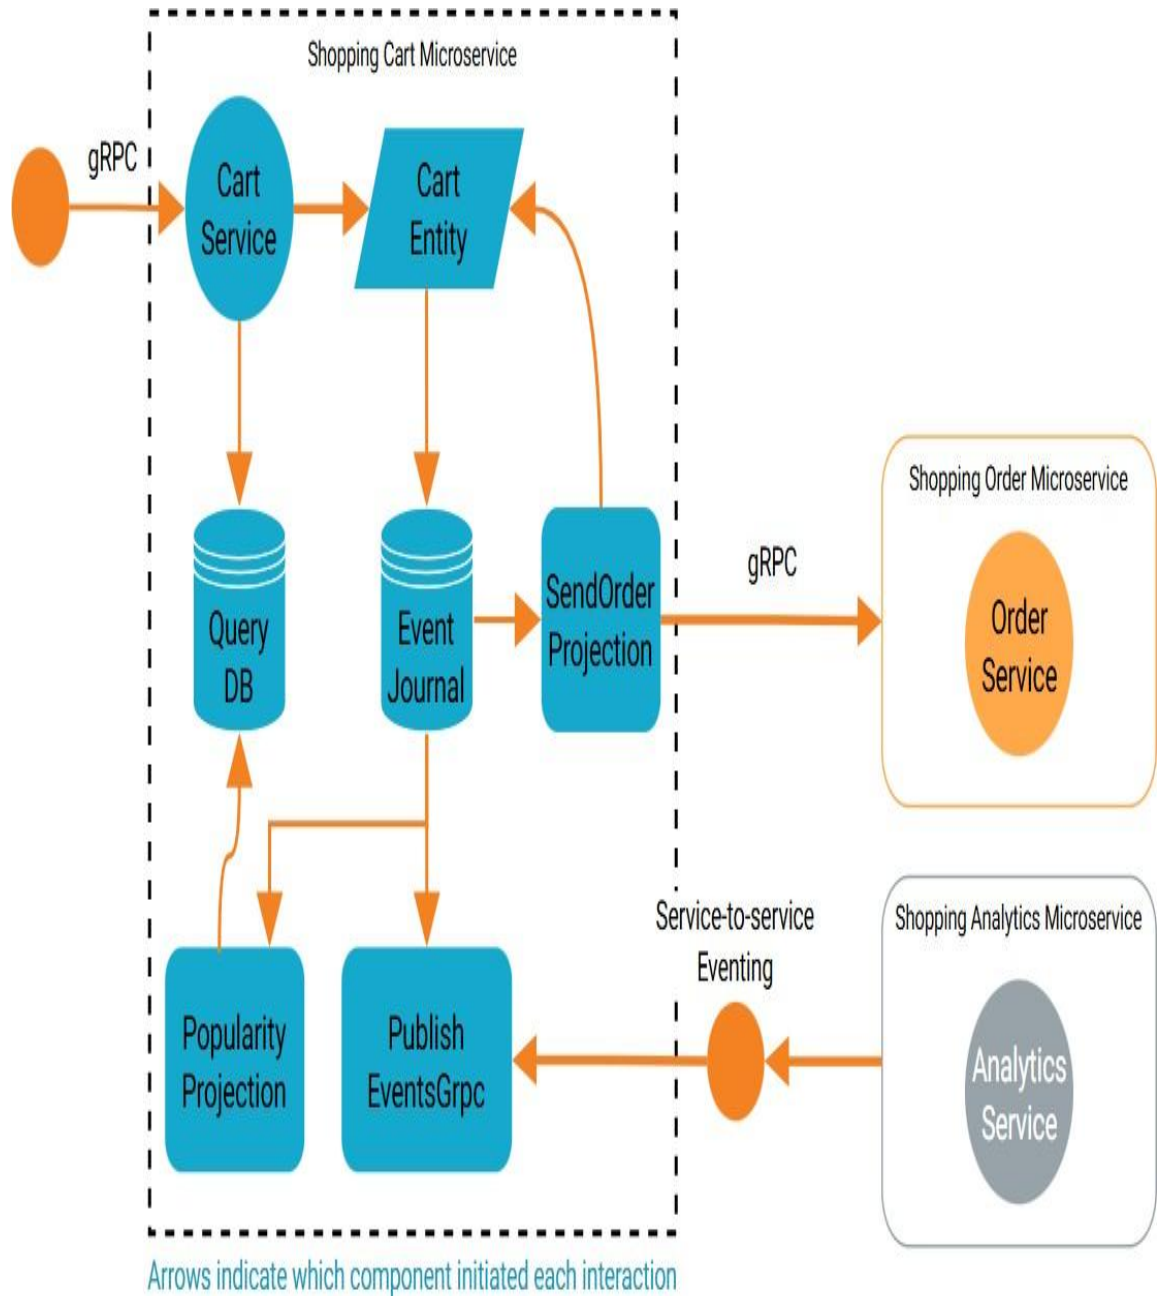 Shopping Cart Microservice
gRPC
Cart
Service
Cart
Entity
Query
DB
Event
Journal
SendOrder
Projection
gRPC
Shopping Order Microservice
Order
Service
Popularity
Projection
Publish
EventsGrpc
Service-to-service
Eventing
Shopping Analytics Microservice
Analytics
Service
Arrows indicate which component initiated each interaction